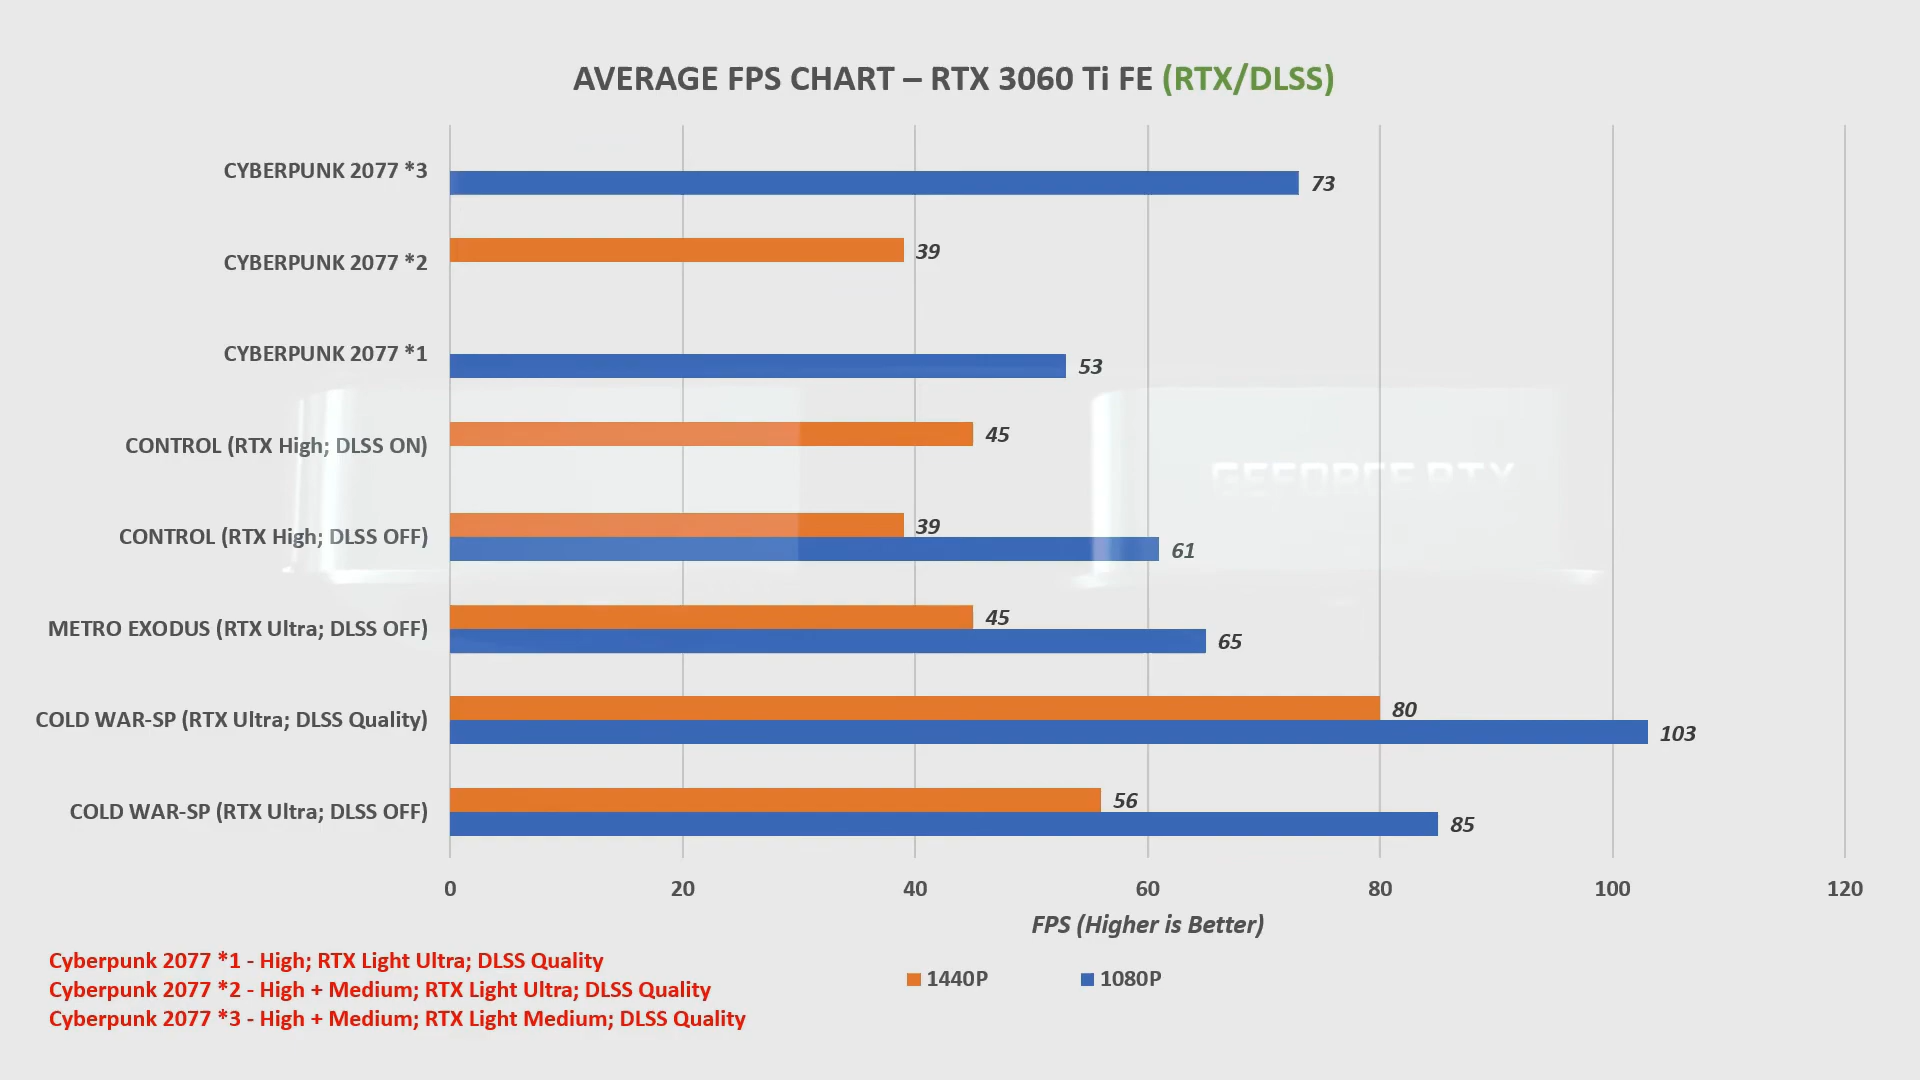 AVERAGE FPS CHART – RTX 3060 Ti FE (RTX/DLSS)
CYBERPUNK 2077 *3
73
CYBERPUNK 2077 *2
39
CYBERPUNK 2077 *1
53
CONTROL (RTX High; DLSS ON)
45
CONTROL (RTX High; DLSS OFF)
39
61
METRO EXODUS (RTX Ultra; DLSS OFF)
45
65
COLD WAR-SP (RTX Ultra; DLSS Quality)
80
103
COLD WAR-SP (RTX Ultra; DLSS OFF)
56
85
GEFORCE RTX
0 20 40 60 80 100 120
FPS (Higher is Better)
1440P 1080P
Cyberpunk 2077 *1 - High; RTX Light Ultra; DLSS Quality
Cyberpunk 2077 *2 - High + Medium; RTX Light Ultra; DLSS Quality
Cyberpunk 2077 *3 - High + Medium; RTX Light Medium; DLSS Quality